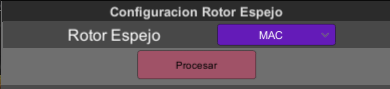 Configuracion Rotor Espejo
Rotor Espejo MAC
Procesar